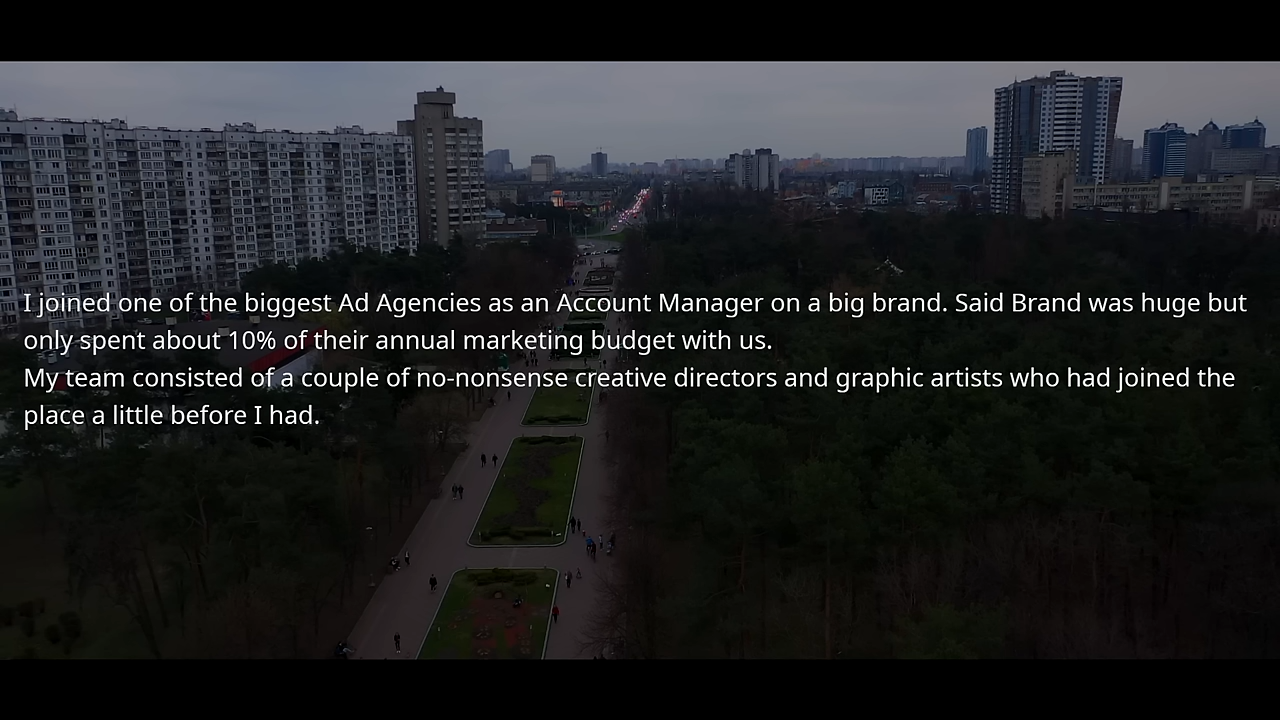 I joined one of the biggest Ad Agencies as an Account Manager on a big brand. Said Brand was huge but
only spent about 10% of their annual marketing budget with us.
My team consisted of a couple of no-nonsense creative directors and graphic artists who had joined the
place a little before I had.